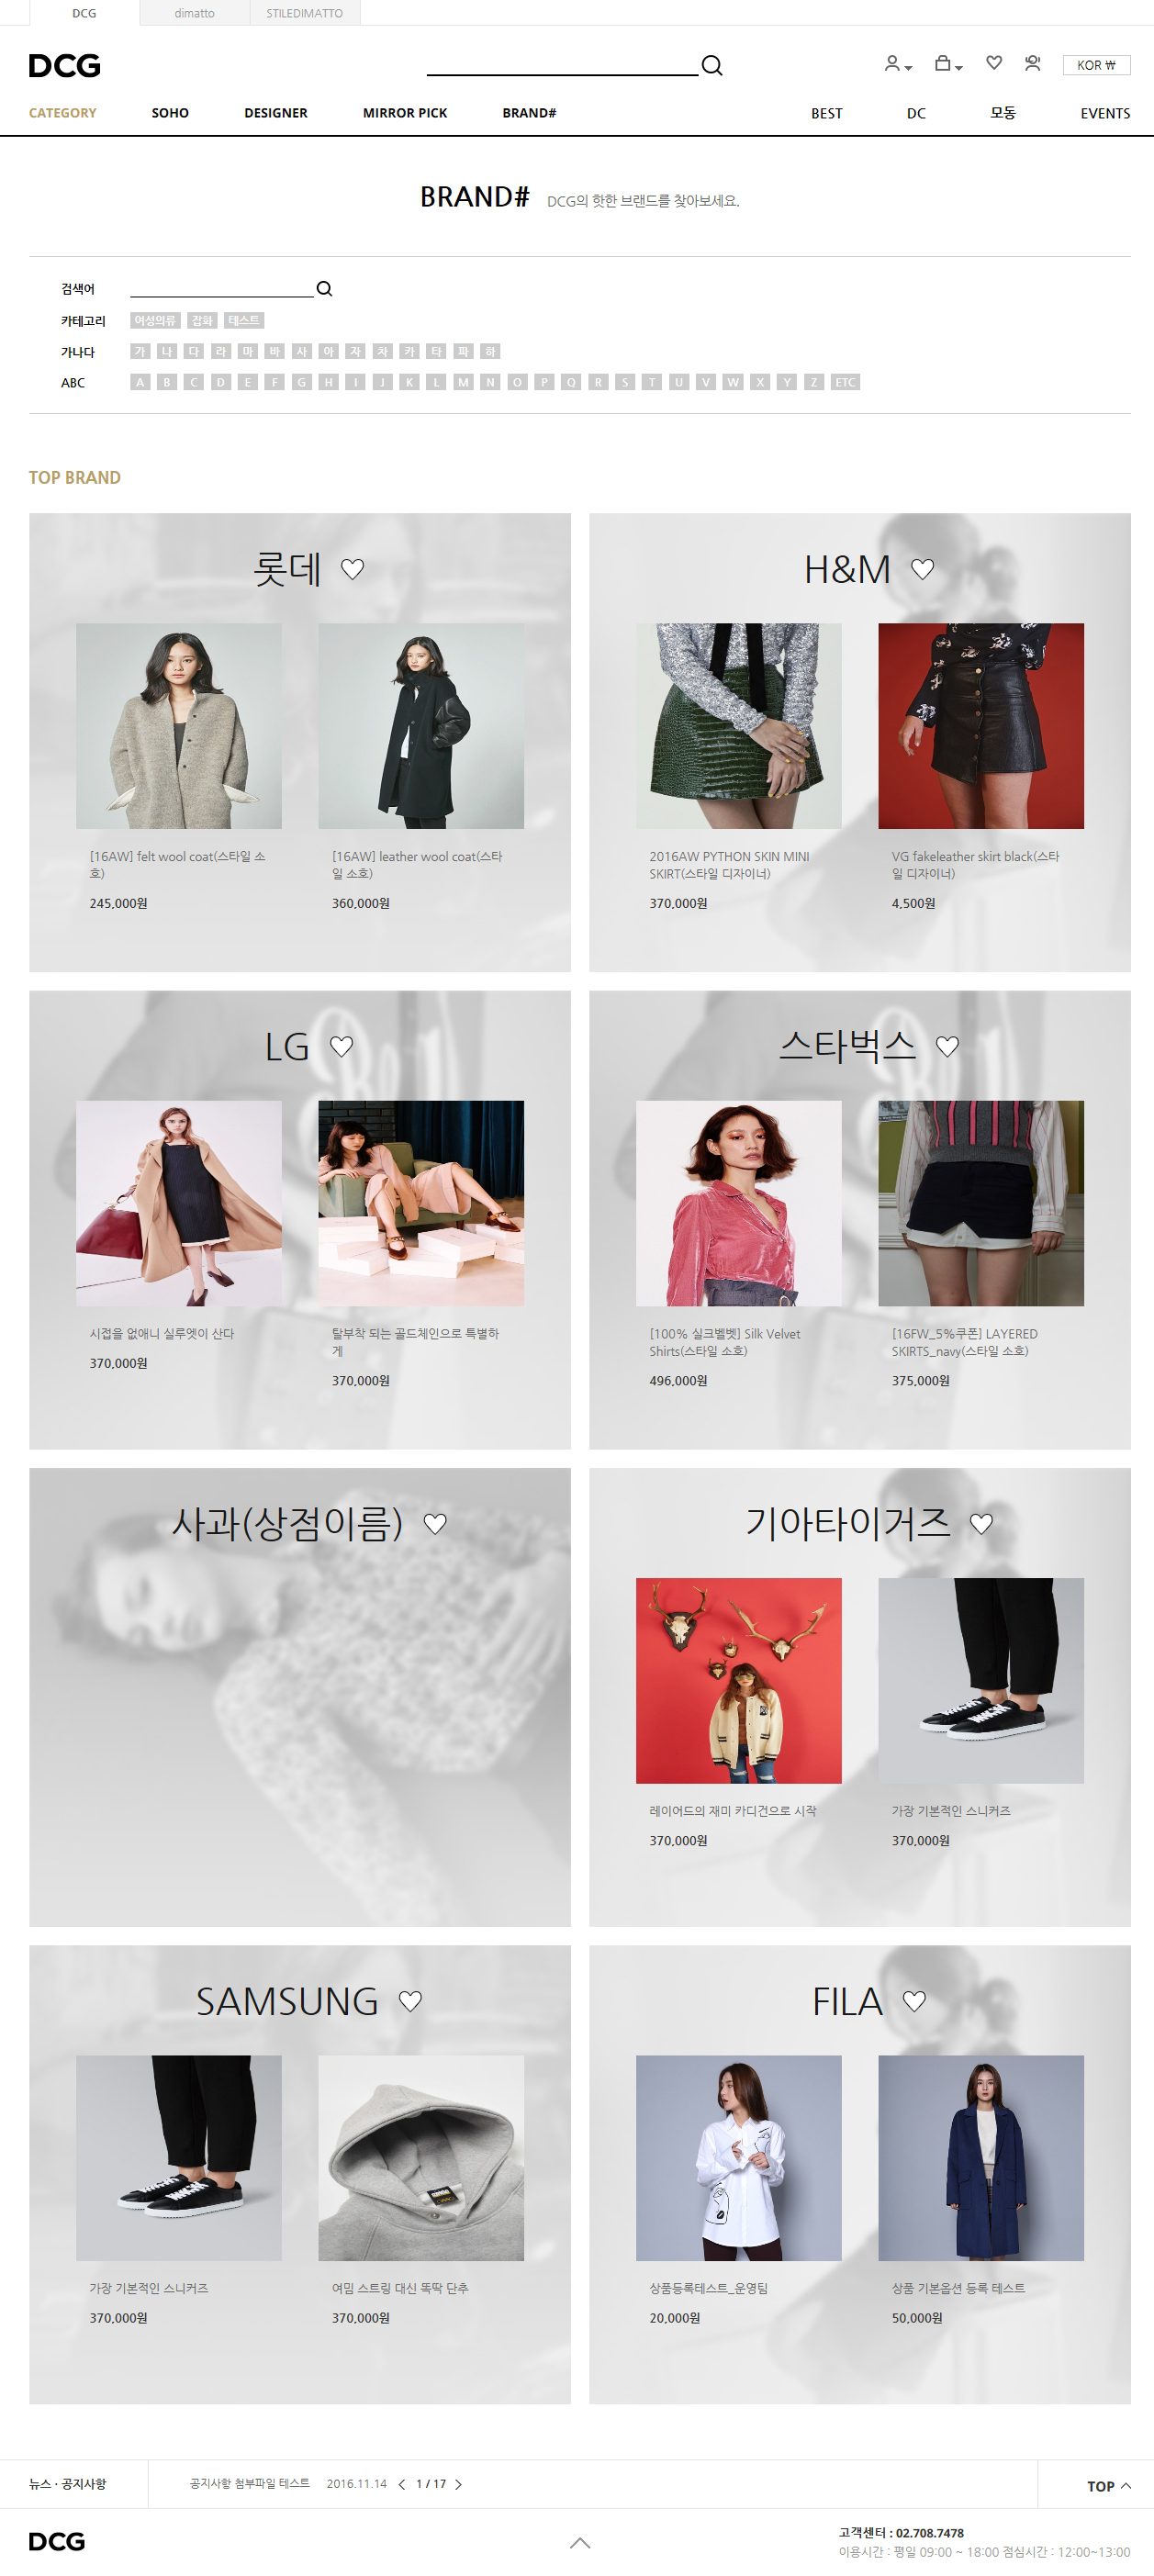 DCG
dimatto
STILEDIMATTO
DCG
KOR ₩
CATEGORY
SOHO
DESIGNER
MIRROR PICK
BRAND#
BEST
DC
모동
EVENTS
BRAND# DCG의 핫한 브랜드를 찾아보세요.
검색어
카테고리 여성의류 잡화 테스트
가나다 가 나 다 라 마 바 사 아 자 차 카 타 파 하
ABC A B C D E F G H I J K L M N O P Q R S T U V W X Y Z ETC
TOP BRAND
롯데
[16AW] felt wool coat(스타일 소
호)
245,000원
[16AW] leather wool coat(스타
일 소호)
360,000원
H&M
2016AW PYTHON SKIN MINI
SKIRT(스타일 디자이너)
370,000원
VG fakeleather skirt black(스타
일 디자이너)
4,500원
LG
시접을 없애니 실루엣이 산다
370,000원
탈부착 되는 골드체인으로 특별하
게
370,000원
스타벅스
[100% 실크벨벳] Silk Velvet
Shirts(스타일 소호)
496,000원
[16FW_5%쿠폰] LAYERED
SKIRTS_navy(스타일 소호)
375,000원
사과(상점이름)
기아타이거즈
레이어드의 재미 카디건으로 시작
370,000원
가장 기본적인 스니커즈
370,000원
SAMSUNG
가장 기본적인 스니커즈
370,000원
여밈 스트링 대신 똑딱 단추
370,000원
FILA
상품등록테스트_운영팀
20,000원
상품 기본옵션 등록 테스트
50,000원
뉴스 · 공지사항
공지사항 첨부파일 테스트 2016.11.14 1 / 17
TOP
DCG
고객센터 : 02.708.7478
이용시간 : 평일 09:00 ~ 18:00 점심시간 : 12:00~13:00